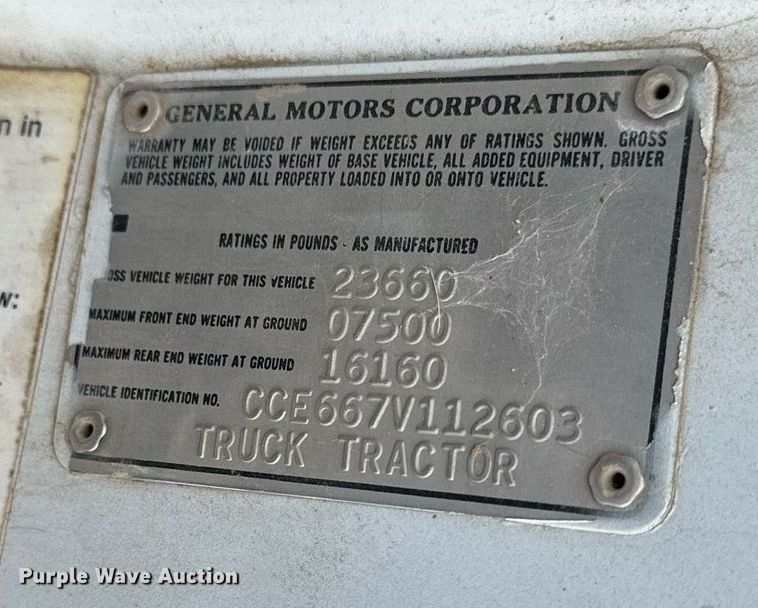 n in
w:
GENERAL MOTORS CORPORATION
WARRANTY MAY BE VOIDED IF WEIGHT EXCEEDS ANY OF RATINGS SHOWN. GROSS
VEHICLE WEIGHT INCLUDES WEIGHT OF BASE VEHICLE, ALL ADDED EQUIPMENT, DRIVER
AND PASSENGERS, AND ALL PROPERTY LOADED INTO OR ONTO VEHICLE.
RATINGS IN POUNDS - AS MANUFACTURED
OSS VEHICLE WEIGHT FOR THIS VEHICLE 23660
MAXIMUM FRONT END WEIGHT AT GROUND 07500
MAXIMUM REAR END WEIGHT AT GROUND 16160
VEHICLE IDENTIFICATION NO. CCE667V112603
TRUCK TRACTOR
Purple Wave Auction